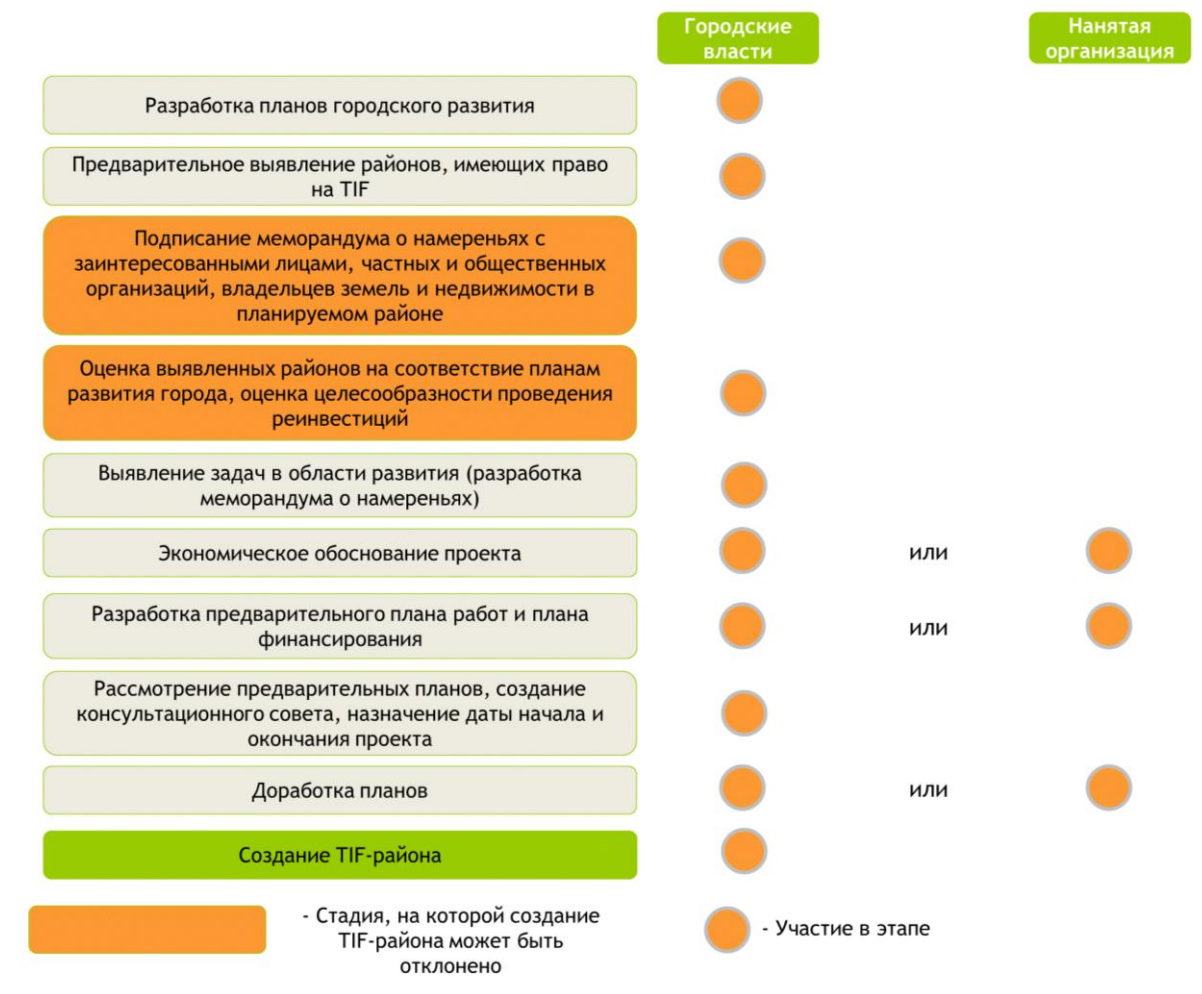 Городские
власти
Нанятая
организация
Разработка планов городского развития
Предварительное выявление районов, имеющих право
на TIF
Подписание меморандума о намереньях с
заинтересованными лицами, частных и общественных
организаций, владельцев земель и недвижимости в
планируемом районе
Оценка выявленных районов на соответствие планам
развития города, оценка целесообразности проведения
реинвестиций
Выявление задач в области развития (разработка
меморандума о намереньях)
Экономическое обоснование проекта
или
Разработка предварительного плана работ и плана
финансирования
или
Рассмотрение предварительных планов, создание
консультационного совета, назначение даты начала и
окончания проекта
Доработка планов
или
Создание TIF-района
- Стадия, на которой создание
TIF-района может быть
отклонено
- Участие в этапе